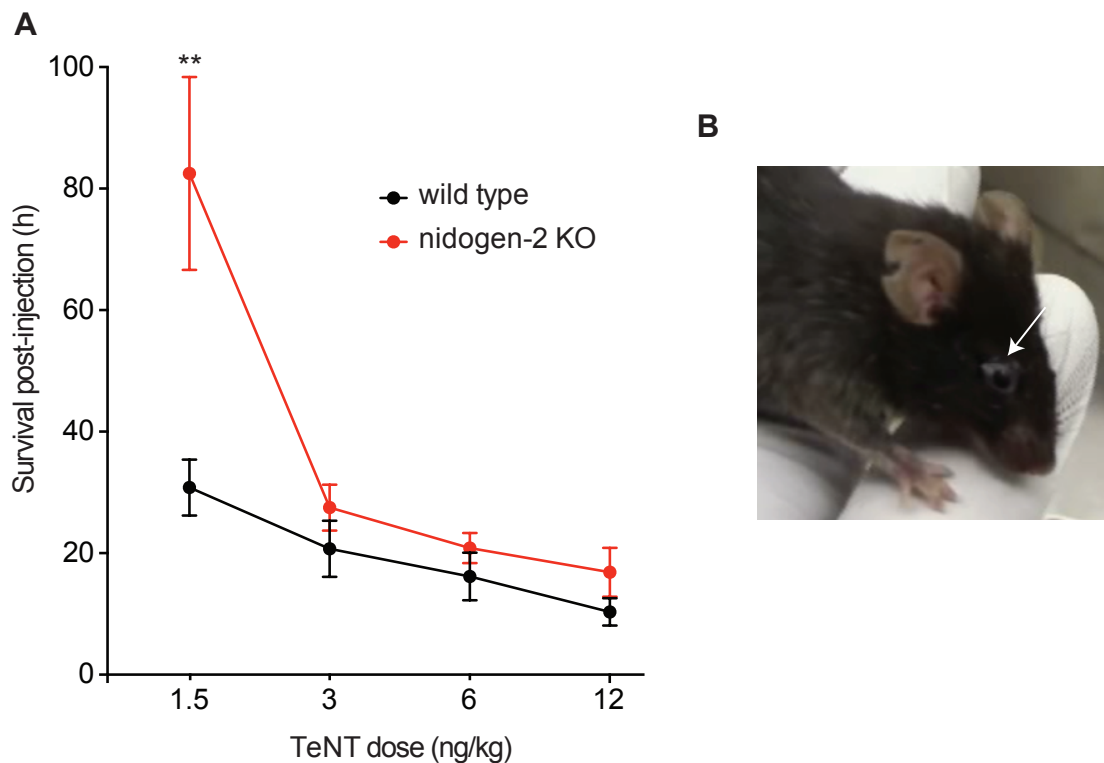 A
**
100
80
60
40
20
0
Survival post-injection (h)
wild type
nidogen-2 KO
1.5 3 6 12
TeNT dose (ng/kg)
B